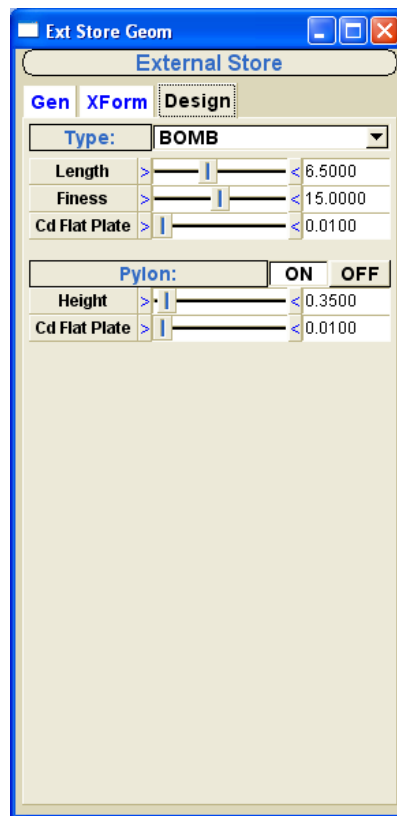 Ext Store Geom
External Store
Gen XForm Design
Type: BOMB
Length > < 6.5000
Finess > < 15.0000
Cd Flat Plate > < 0.0100
Pylon: ON OFF
Height > < 0.3500
Cd Flat Plate > < 0.0100